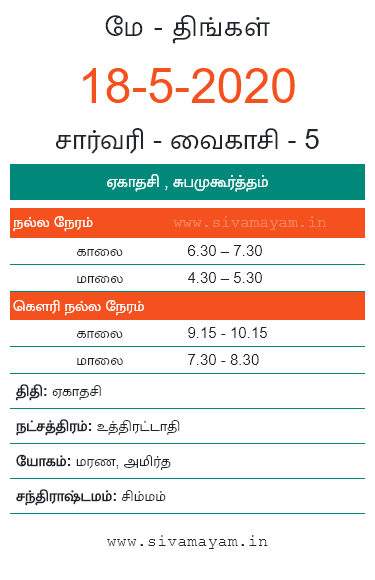 மே - திங்கள்
18-5-2020
சார்வரி - வைகாசி - 5
ஏகாதசி , சுபமுகூர்த்தம்
நல்ல நேரம் www.sivamayam.in
காலை 6.30 – 7.30
மாலை 4.30 – 5.30
கௌரி நல்ல நேரம்
காலை 9.15 - 10.15
மாலை 7.30 - 8.30
திதி: ஏகாதசி
நட்சத்திரம்: உத்திரட்டாதி
யோகம்: மரண, அமிர்த
சந்திராஷ்டமம்: சிம்மம்
www.sivamayam.in